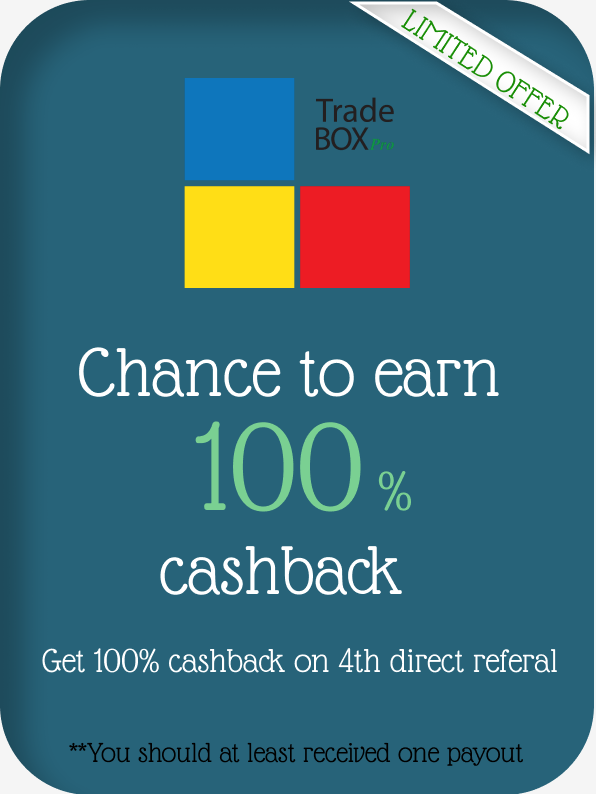 LIMITED OFFER
Trade
BOX Pro
Chance to earn
100 %
cashback
Get 100% cashback on 4th direct referal
**You should at least received one payout